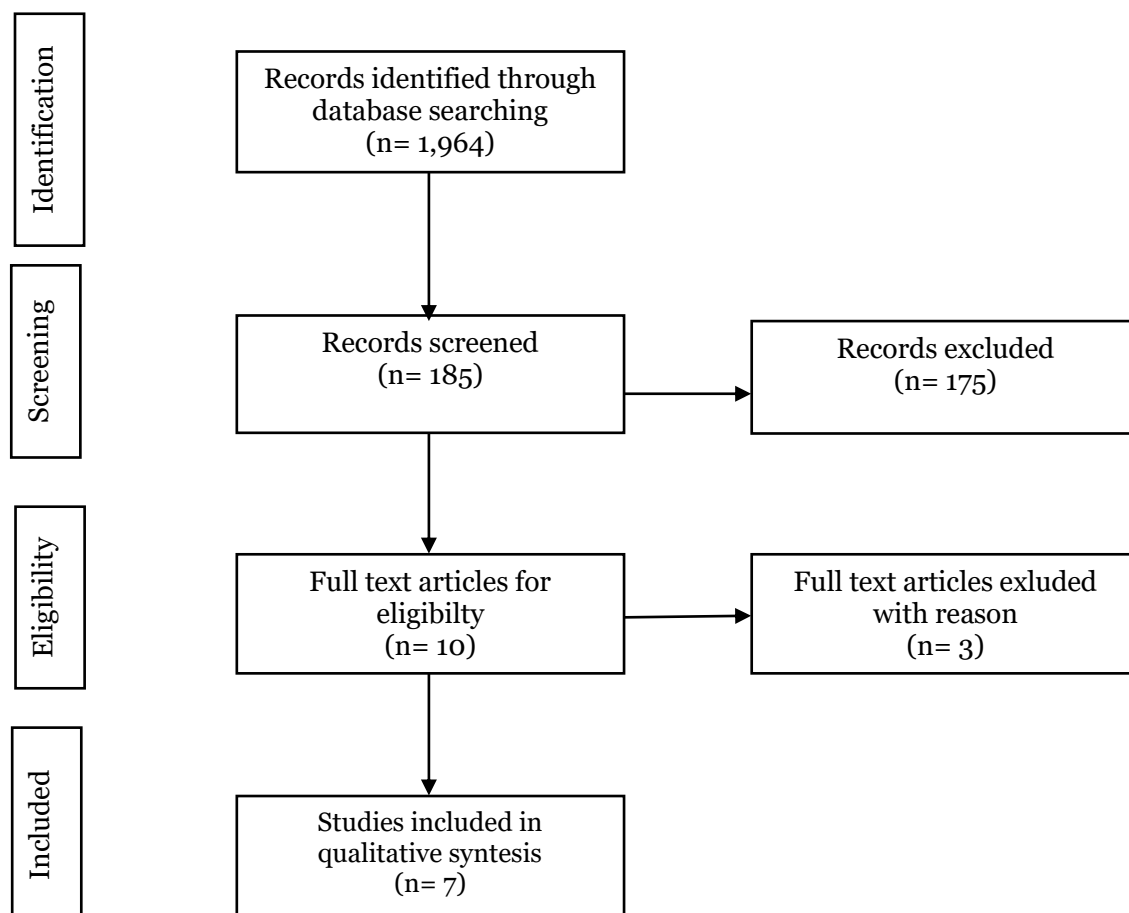 Identification
Records identified through
database searching
(n= 1,964)
Screening
Records screened
(n= 185)
Records excluded
(n= 175)
Eligibility
Full text articles for
eligibilty
(n= 10)
Full text articles exluded
with reason
(n= 3)
Included
Studies included in
qualitative syntesis
(n= 7)